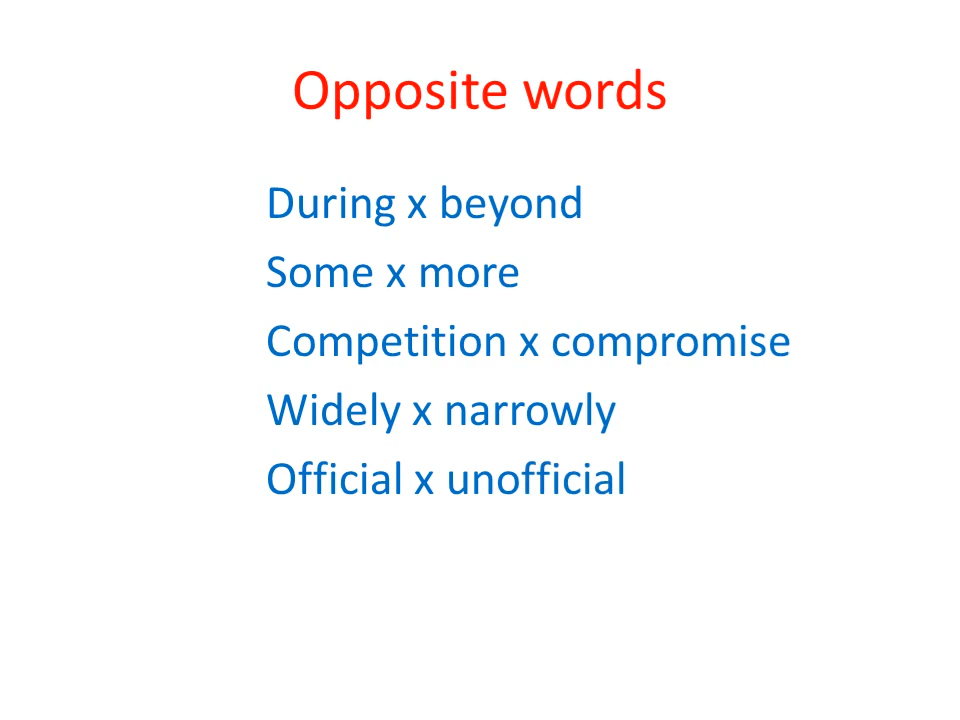 Opposite words
During x beyond
Some x more
Competition x compromise
Widely x narrowly
Official x unofficial